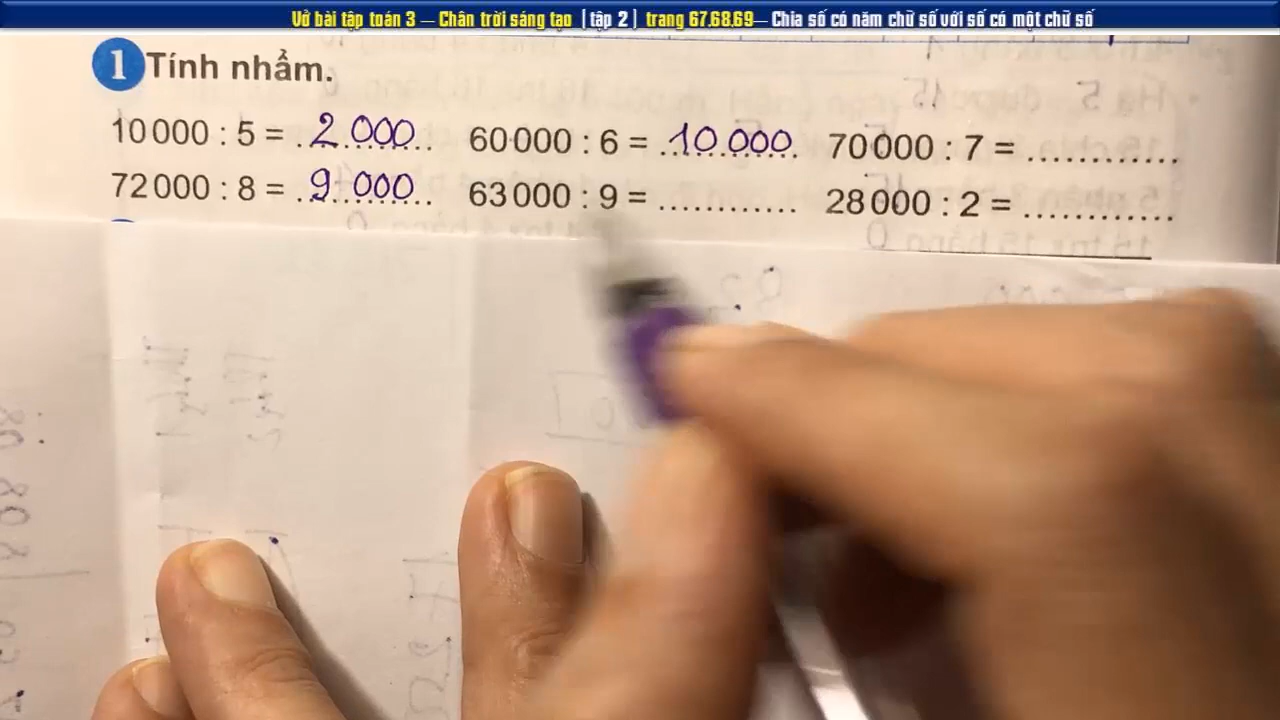 Vở bài tập toán 3 – Chân trời sáng tạo (tập 2) trang 67,68,69– Chia số có năm chữ số với số có một chữ số
1 Tính nhẩm.
10 000 : 5 = 2 000 60 000 : 6 = 10 000 70 000 : 7 = ............
72 000 : 8 = 9 000 63 000 : 9 = ............ 28 000 : 2 = ............